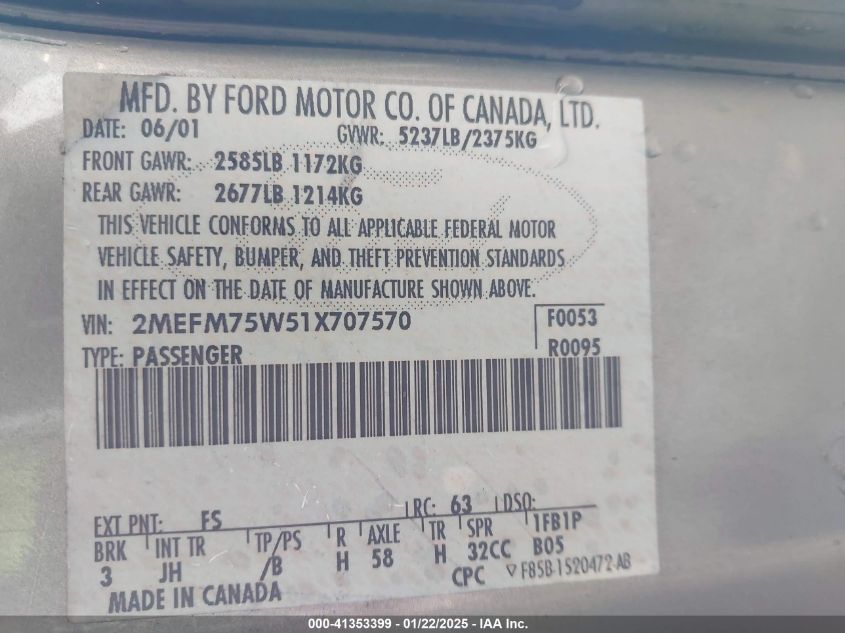 MFD. BY FORD MOTOR CO. OF CANADA, LTD.
DATE: 06/01 GVWR: 5237LB/2375KG
FRONT GAWR: 2585LB 1172KG
REAR GAWR: 2677LB 1214KG
THIS VEHICLE CONFORMS TO ALL APPLICABLE FEDERAL MOTOR
VEHICLE SAFETY, BUMPER, AND THEFT PREVENTION STANDARDS
IN EFFECT ON THE DATE OF MANUFACTURE SHOWN ABOVE.
VIN: 2MEFM75W51X707570 F0053
TYPE: PASSENGER R0095
EXT PNT: FS RC: 63 DSO:
BRK INT TR TP/PS R AXLE TR SPR 1FB1P
3 JH /B H 58 H 32CC B05
MADE IN CANADA CPC F85B-1520472-AB
000-41353399 - 01/22/2025 - IAA Inc.